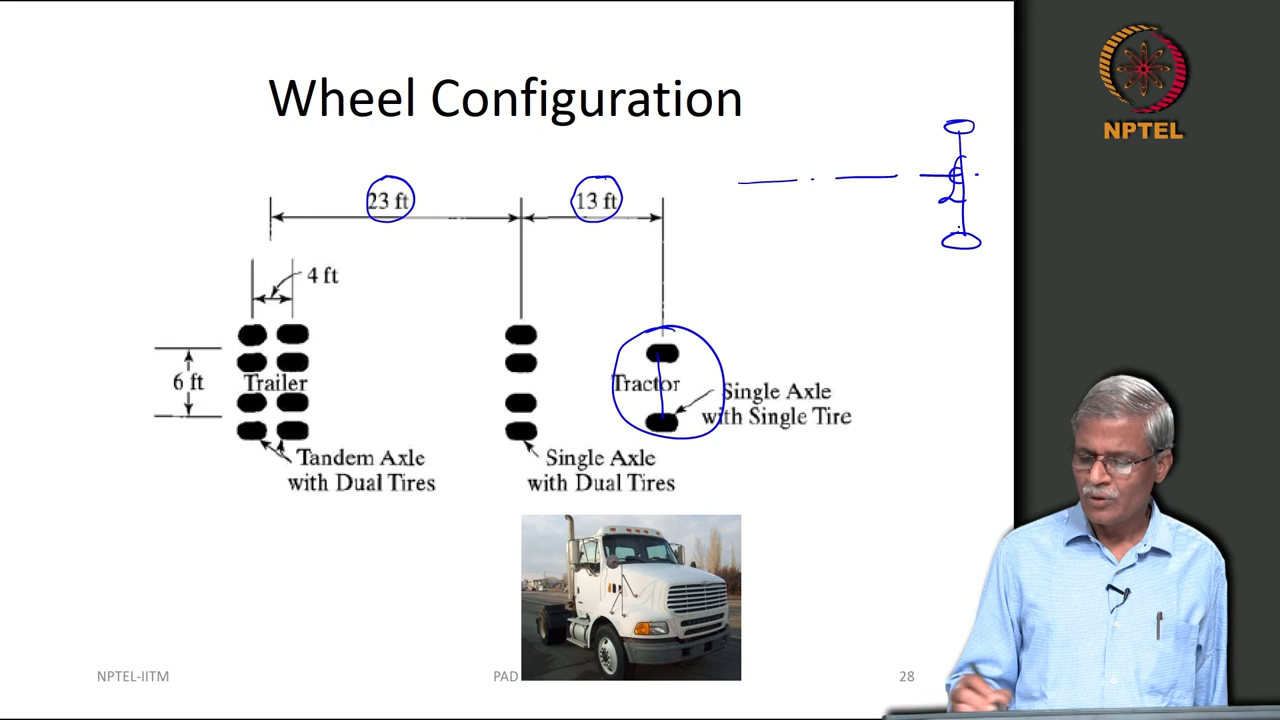 Wheel Configuration
NPTEL
23 ft
13 ft
4 ft
6 ft
Trailer
Tractor
Single Axle
with Single Tire
Tandem Axle
with Dual Tires
Single Axle
with Dual Tires
NPTEL-IITM
PAD
28